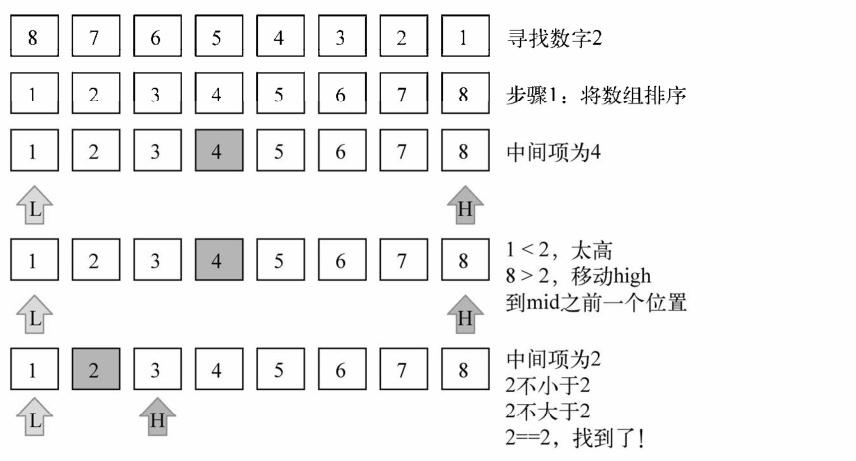 8 7 6 5 4 3 2 1 寻找数字2
1 2 3 4 5 6 7 8 步骤1：将数组排序
1 2 3 4 5 6 7 8 中间项为4
L H
1 2 3 4 5 6 7 8 1 < 2，太高
8 > 2，移动high
到mid之前一个位置
L H
1 2 3 4 5 6 7 8 中间项为2
2不小于2
2不大于2
L H
2==2，找到了！